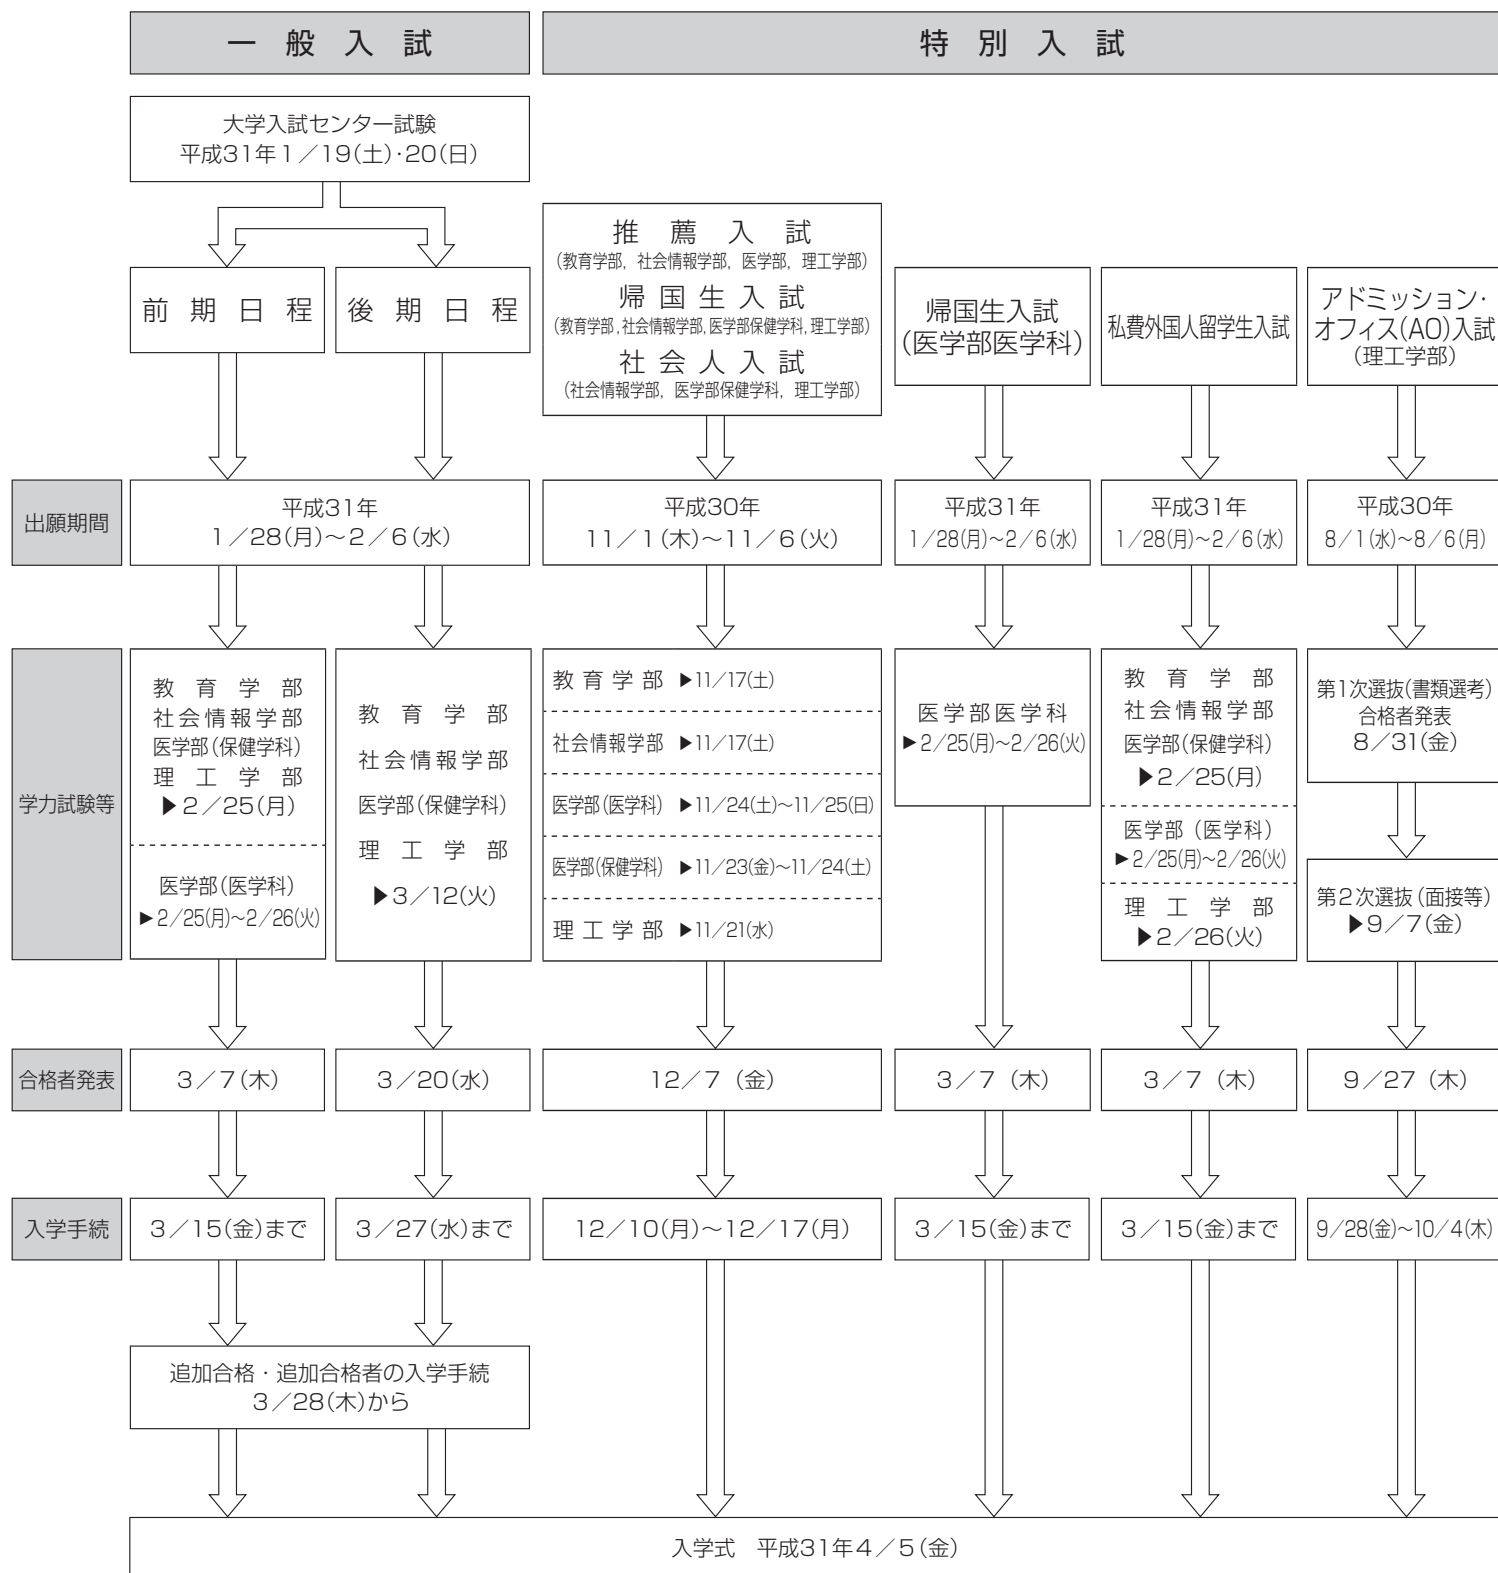 一般入試
特別入試
大学入試センター試験
平成31年1／19(土)･20(日)
前期日程
後期日程
推薦入試
(教育学部，社会情報学部，医学部，理工学部)
帰国生入試
(教育学部,社会情報学部,医学部保健学科,理工学部)
社会人入試
(社会情報学部，医学部保健学科，理工学部)
帰国生入試
(医学部医学科)
私費外国人留学生入試
アドミッション・
オフィス(AO)入試
(理工学部)
出願期間
平成31年
1／28(月)～2／6(水)
平成30年
11／1(木)～11／6(火)
平成31年
1／28(月)～2／6(水)
平成31年
1／28(月)～2／6(水)
平成30年
8／1(水)～8／6(月)
学力試験等
教育学部
社会情報学部
医学部(保健学科)
理工学部
▶2／25(月)
医学部(医学科)
▶2／25(月)～2／26(火)
教育学部
社会情報学部
医学部(保健学科)
理工学部
▶3／12(火)
教育学部 ▶11／17(土)
社会情報学部 ▶11／17(土)
医学部(医学科) ▶11／24(土)～11／25(日)
医学部(保健学科) ▶11／23(金)～11／24(土)
理工学部 ▶11／21(水)
医学部医学科
▶2／25(月)～2／26(火)
教育学部
社会情報学部
医学部(保健学科)
▶2／25(月)
医学部(医学科)
▶2／25(月)～2／26(火)
理工学部
▶2／26(火)
第1次選抜(書類選考)
合格者発表
8／31(金)
第2次選抜(面接等)
▶9／7(金)
合格者発表
3／7(木)
3／20(水)
12／7(金)
3／7(木)
3／7(木)
9／27(木)
入学手続
3／15(金)まで
3／27(水)まで
12／10(月)～12／17(月)
3／15(金)まで
3／15(金)まで
9／28(金)～10／4(木)
追加合格・追加合格者の入学手続
3／28(木)から
入学式　平成31年4／5(金)